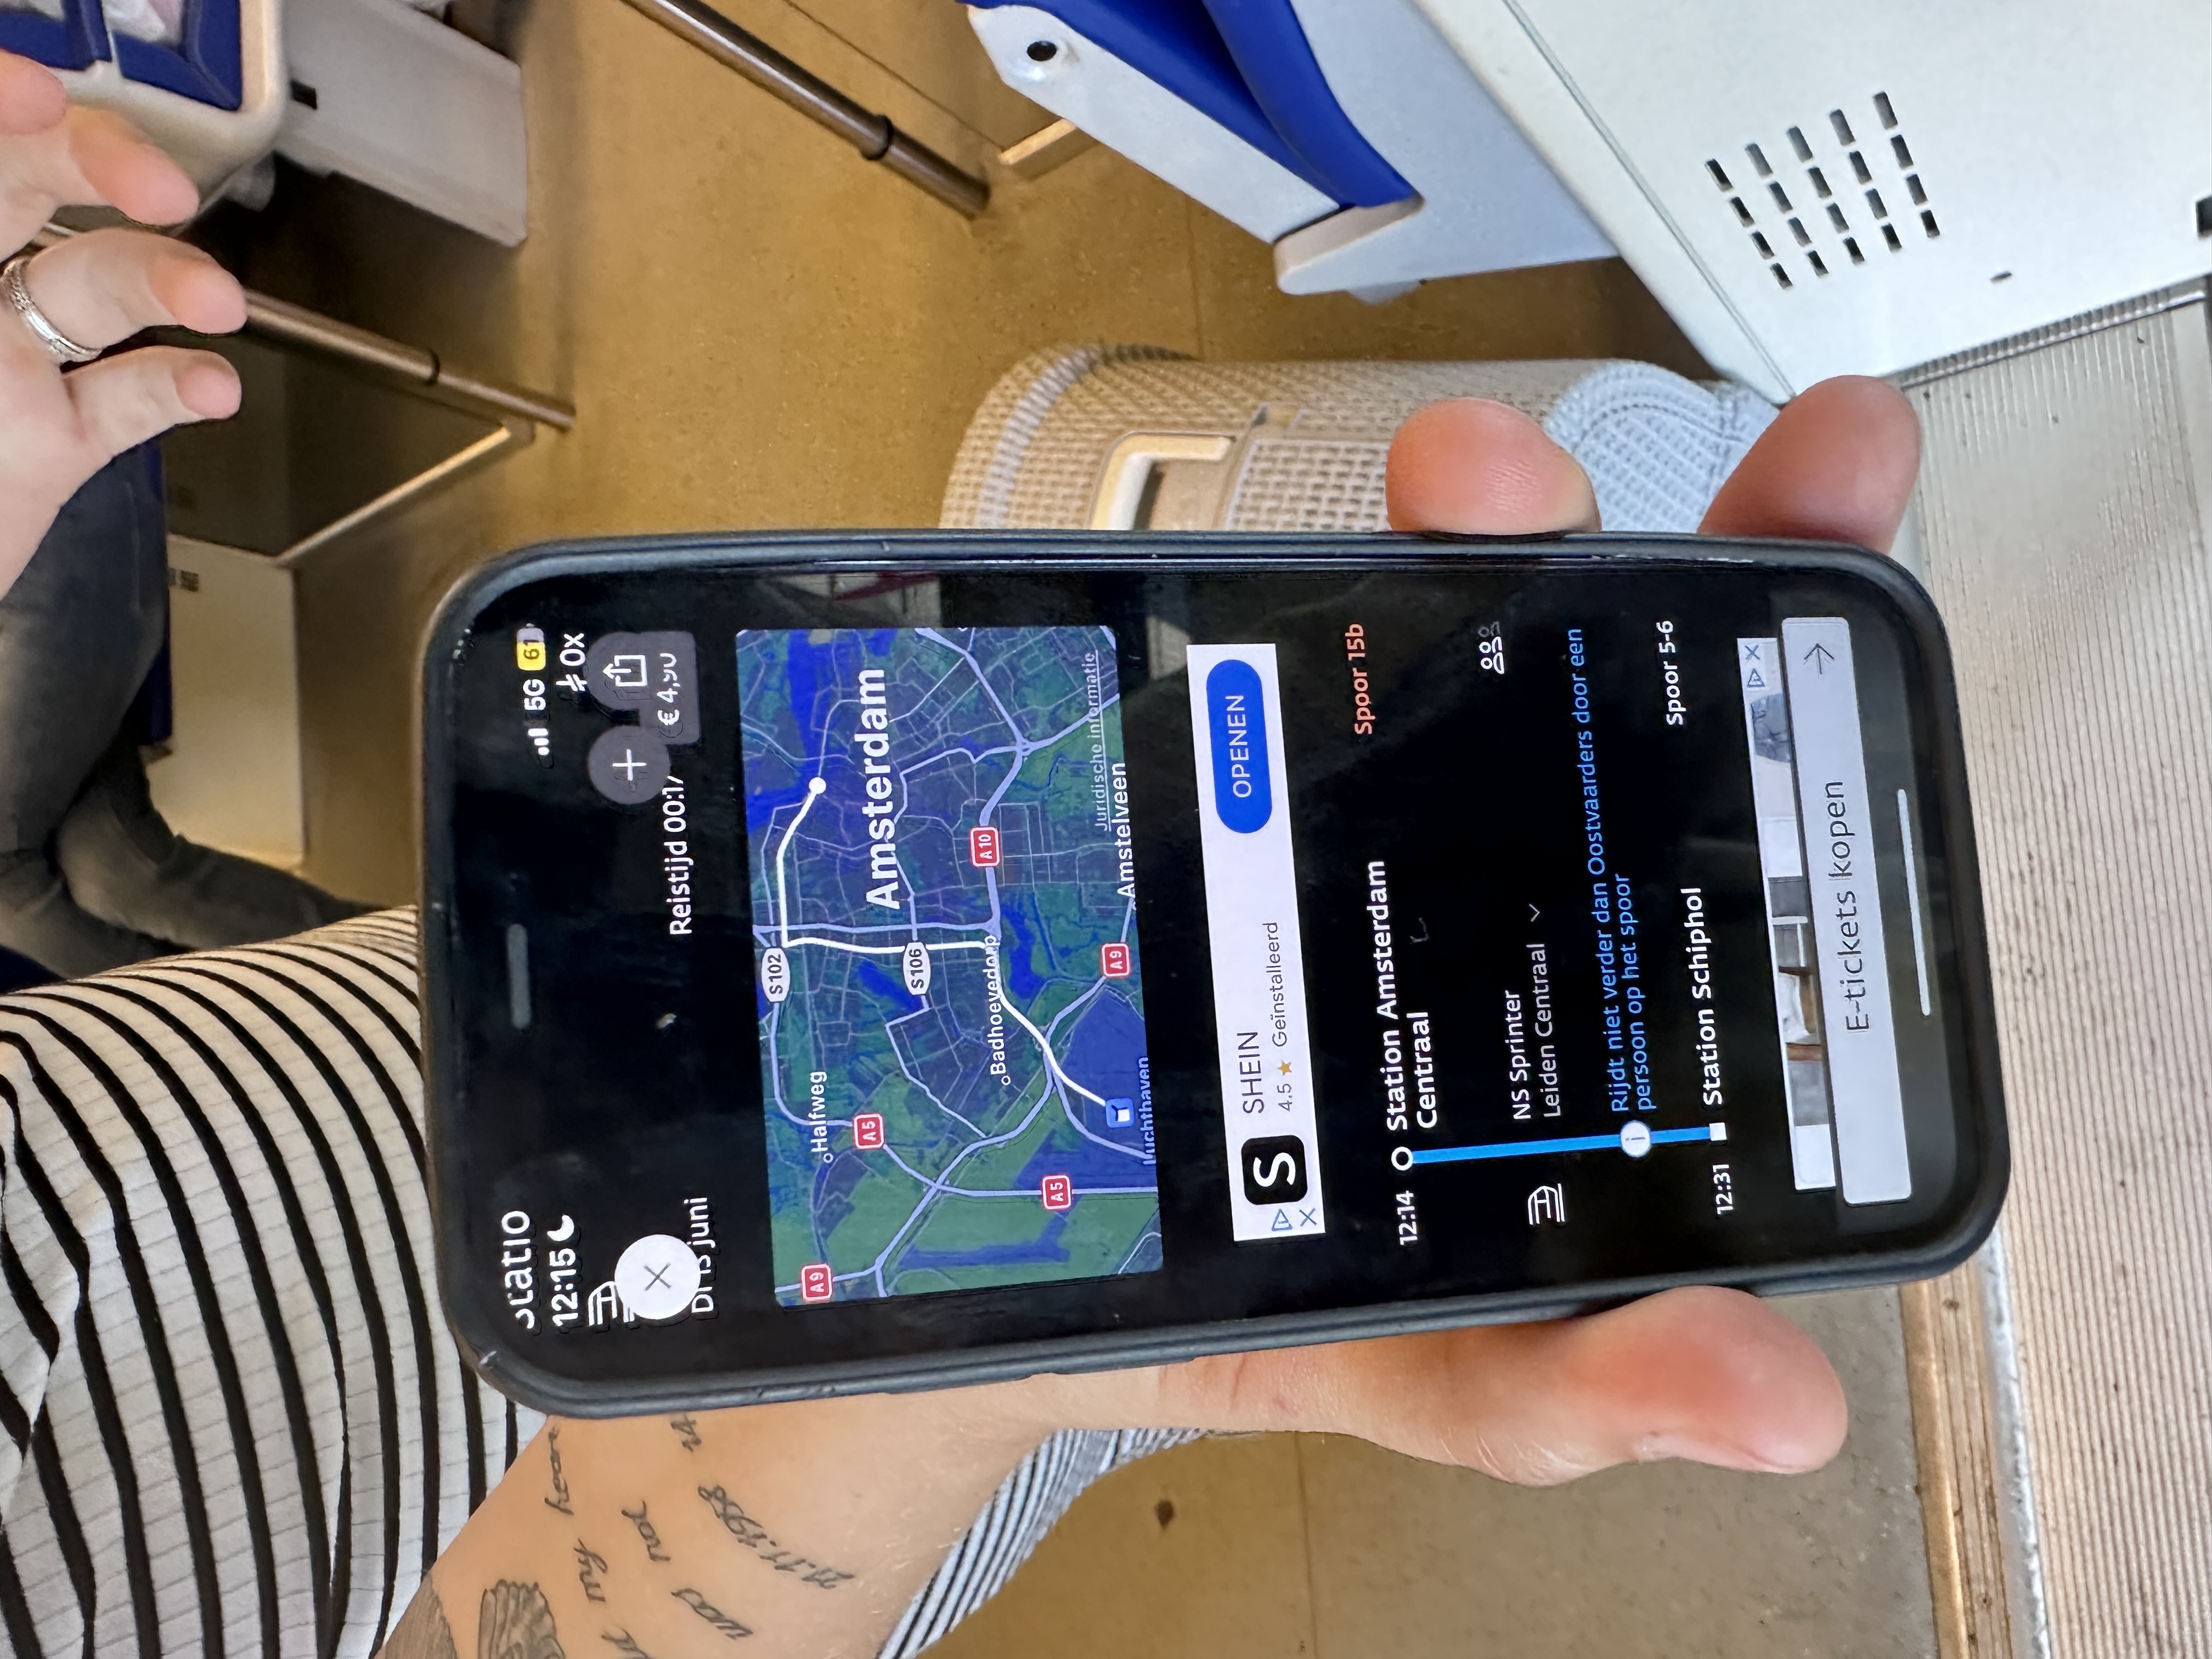 my heart
was not
21.11.1958 14
Statio
12:15 5G 61
0x
Di 13 juni Reistijd 00:17 € 4,90
S102
A9 Halfweg
A5
Amsterdam
S106
Badhoevedorp A10
A5
Juridische informatie
A9 Amstelveen
Luchthaven
S SHEIN OPENEN
4.5 ★ Geïnstalleerd
12:14 Station Amsterdam Centraal Spoor 15b
NS Sprinter
Leiden Centraal
i Rijdt niet verder dan Oostvaarders door een
persoon op het spoor
12:31 Station Schiphol Spoor 5-6
E-tickets kopen